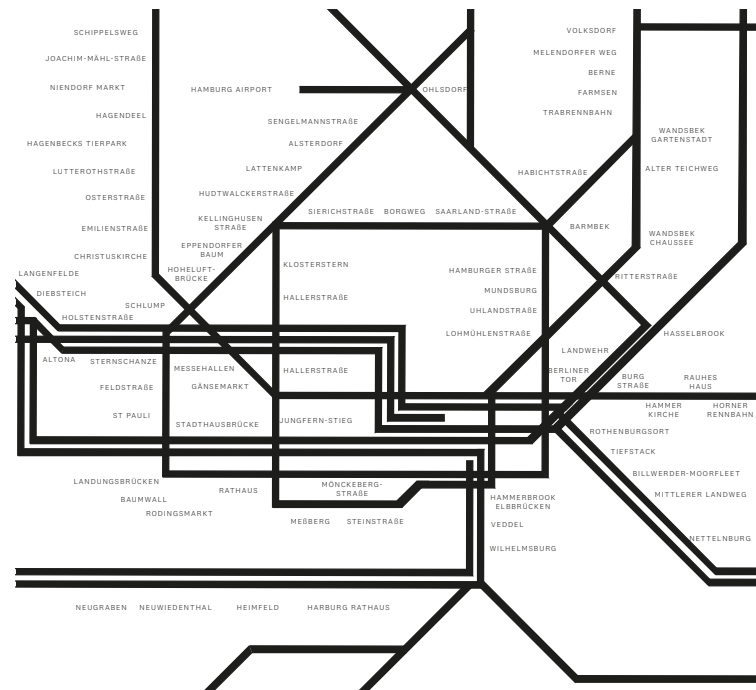 SCHIPPELSWEG
VOLKSDORF
MELENDORFER WEG
JOACHIM-MÄHL-STRAßE
BERNE
NIENDORF MARKT
HAMBURG AIRPORT
OHLSDORF
FARMSEN
TRABRENNBAHN
HAGENDEEL
SENGELMANNSTRAßE
WANDSBEK
GARTENSTADT
HAGENBECKS TIERPARK
ALSTERDORF
LUTTEROTHSTRAßE
LATTENKAMP
HABICHTSTRAßE
ALTER TEICHWEG
OSTERSTRAßE
HUDTWALCKERSTRAßE
KELLINGHUSEN
STRAßE
SIERICHSTRAßE
BORGWEG
SAARLAND-STRAßE
EMILIENSTRAßE
BARMBEK
WANDSBEK
CHAUSSEE
EPPENDORFER
BAUM
CHRISTUSKIRCHE
KLOSTERSTERN
HAMBURGER STRAßE
LANGENFELDE
HOHELUFT-
BRÜCKE
RITTERSTRAßE
DIEBSTEICH
HALLERSTRAßE
MUNDSBURG
SCHLUMP
UHLANDSTRAßE
HOLSTENSTRAßE
LOHMÜHLENSTRAßE
HASSELBROOK
ALTONA
STERNSCHANZE
LANDWEHR
MESSEHALLEN
HALLERSTRAßE
BERLINER
TOR
BURG
STRAßE
RAUHES
HAUS
FELDSTRAßE
GÄNSEMARKT
HAMMER
KIRCHE
HORNER
RENNBAHN
ST PAULI
STADTHAUSBRÜCKE
JUNGFERN-STIEG
ROTHENBURGSORT
TIEFSTACK
BILLWERDER-MOORFLEET
LANDUNGSBRÜCKEN
RATHAUS
MÖNCKEBERG-
STRAßE
MITTLERER LANDWEG
BAUMWALL
HAMMERBROOK
ELBBRÜCKEN
RODINGSMARKT
MEßBERG
STEINSTRAßE
VEDDEL
NETTELNBURG
WILHELMSBURG
NEUGRABEN
NEUWIEDENTHAL
HEIMFELD
HARBURG RATHAUS